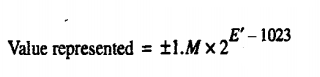 Value represented = ±1.M × 2^{E′ – 1023}